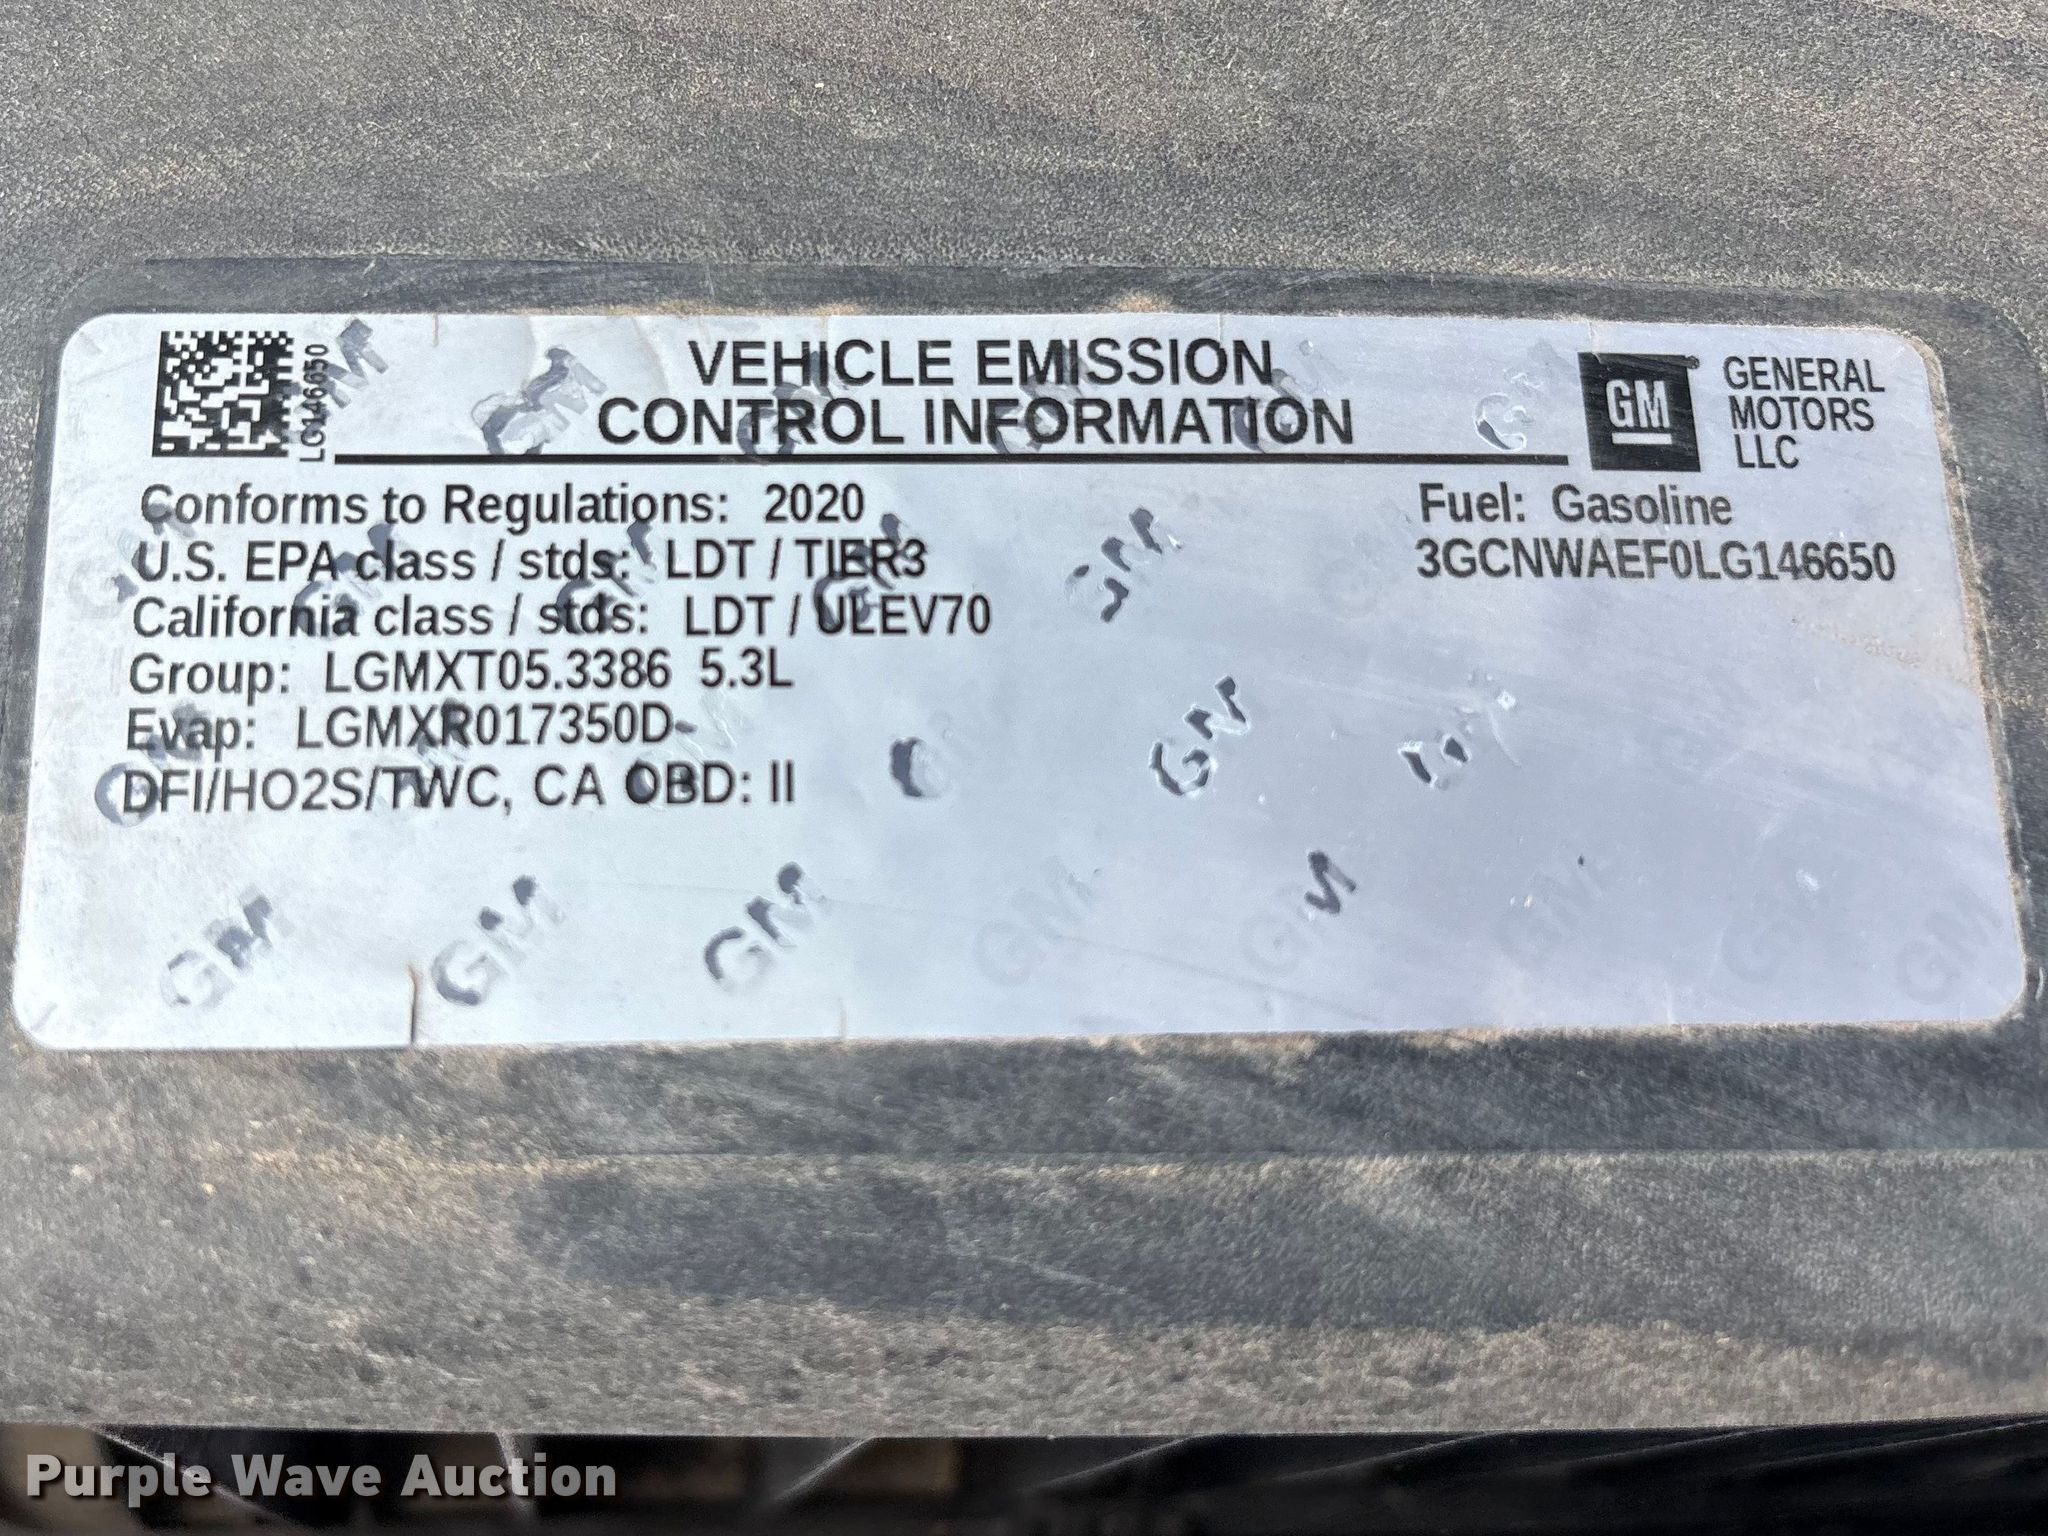 LG146650
VEHICLE EMISSION
CONTROL INFORMATION
GM
GENERAL
MOTORS
LLC
Conforms to Regulations: 2020
Fuel: Gasoline
U.S. EPA class / stds: LDT / TIER3
3GCNWAEF0LG146650
California class / stds: LDT / ULEV70
Group: LGMXT05.3386 5.3L
Evap: LGMXR017350D-
DFI/HO2S/TWC, CA OBD: II
Purple Wave Auction